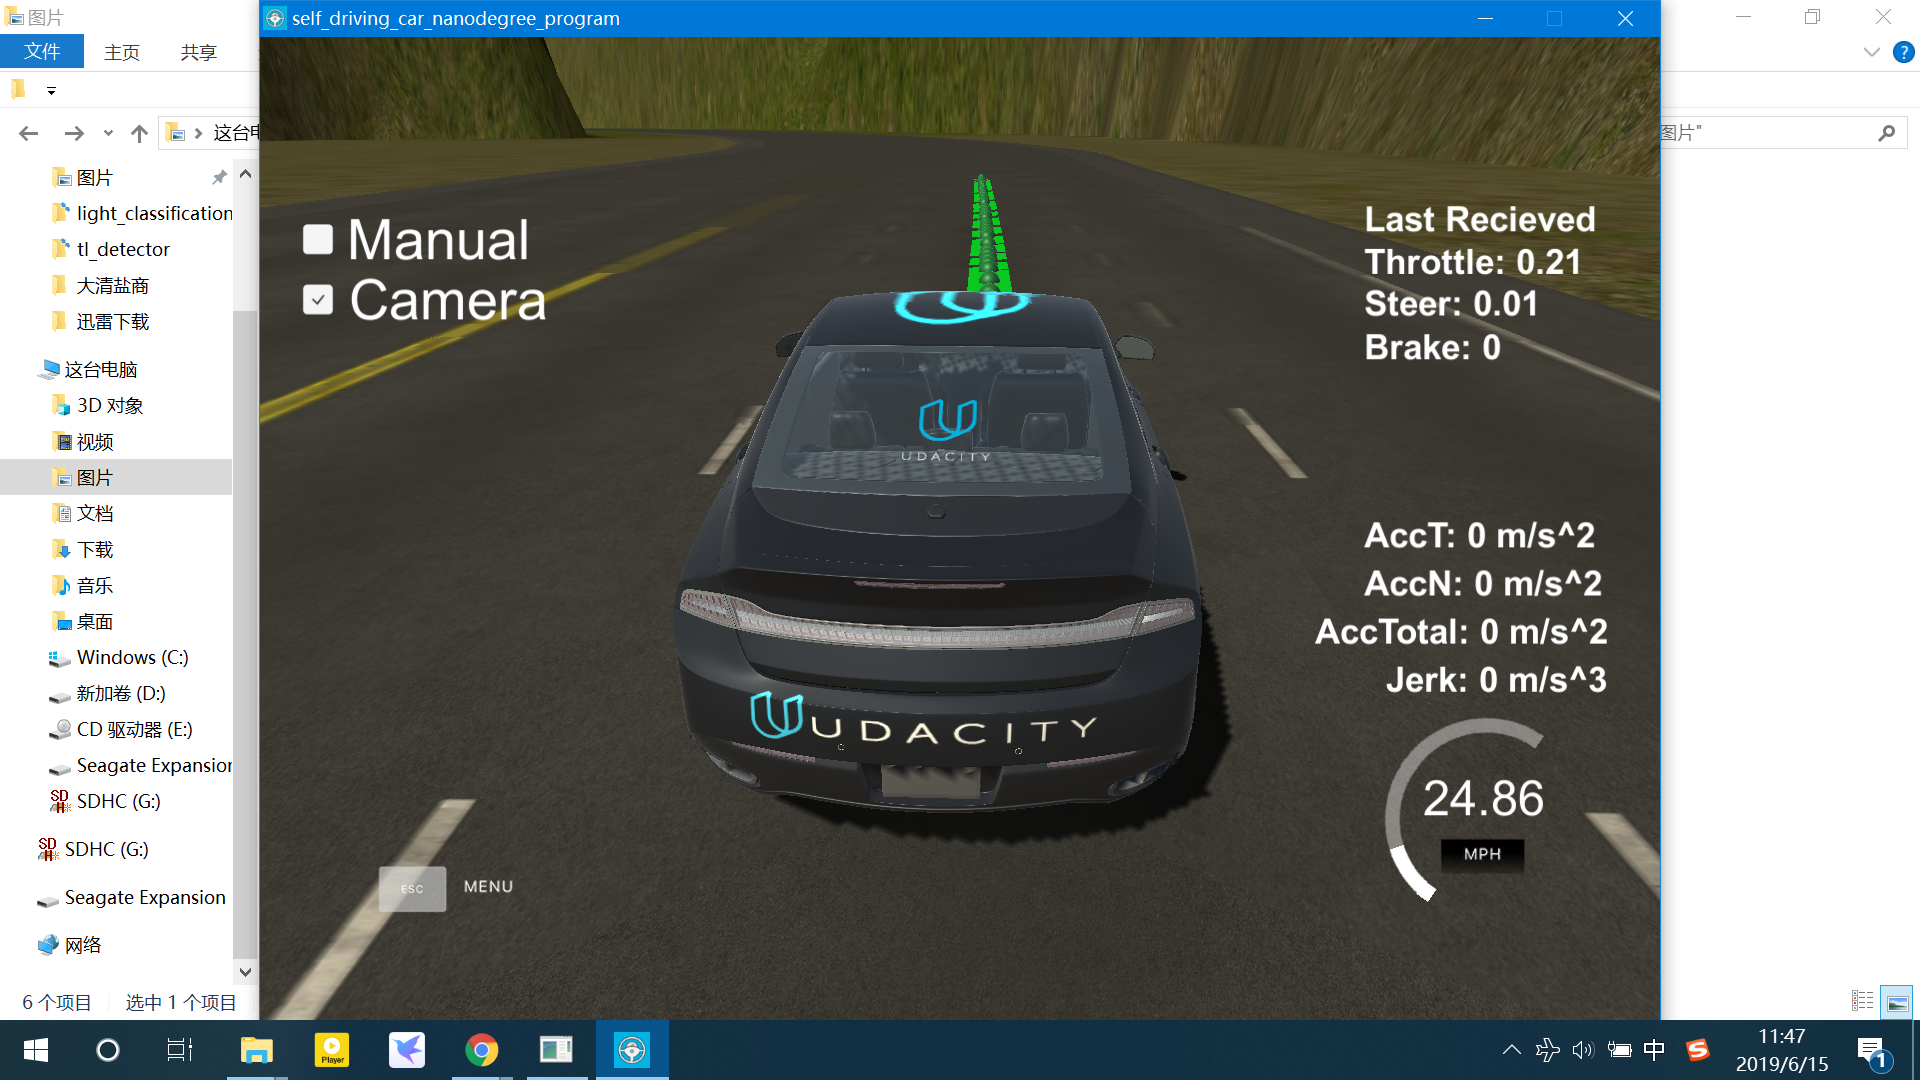 图片
self_driving_car_nanodegree_program
文件
主页
共享
?
这台电
图片"
图片
light_classification
tl_detector
大清盐商
迅雷下载
这台电脑
3D 对象
视频
图片
文档
下载
音乐
桌面
Windows (C:)
新加卷 (D:)
CD 驱动器 (E:)
Seagate Expansion
SDHC (G:)
SDHC (G:)
Seagate Expansion
网络
6 个项目
选中 1 个项目
Manual
Camera
Last Recieved
Throttle: 0.21
Steer: 0.01
Brake: 0
UDACITY
AccT: 0 m/s^2
AccN: 0 m/s^2
AccTotal: 0 m/s^2
Jerk: 0 m/s^3
UDACITY
24.86
MPH
ESC
MENU
Player
中
11:47
2019/6/15
1